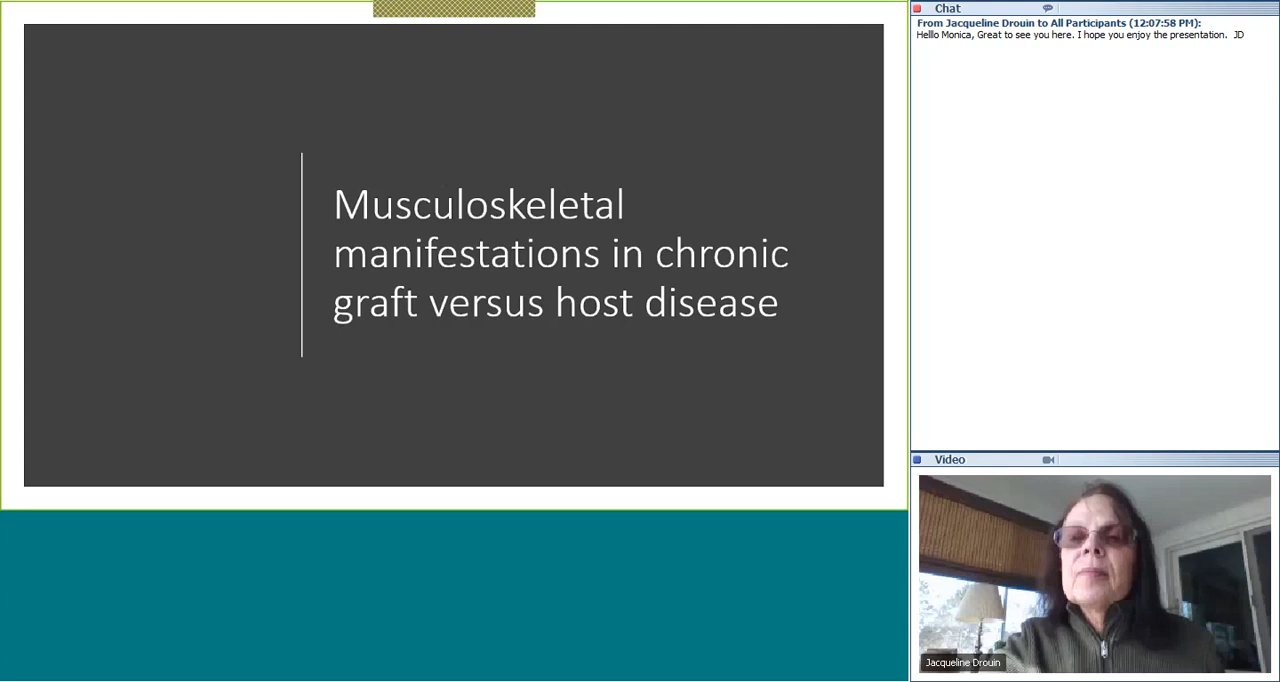 Musculoskeletal
manifestations in chronic
graft versus host disease
Chat
From Jacqueline Drouin to All Participants (12:07:58 PM):
Helllo Monica, Great to see you here. I hope you enjoy the presentation. JD
Video
Jacqueline Drouin